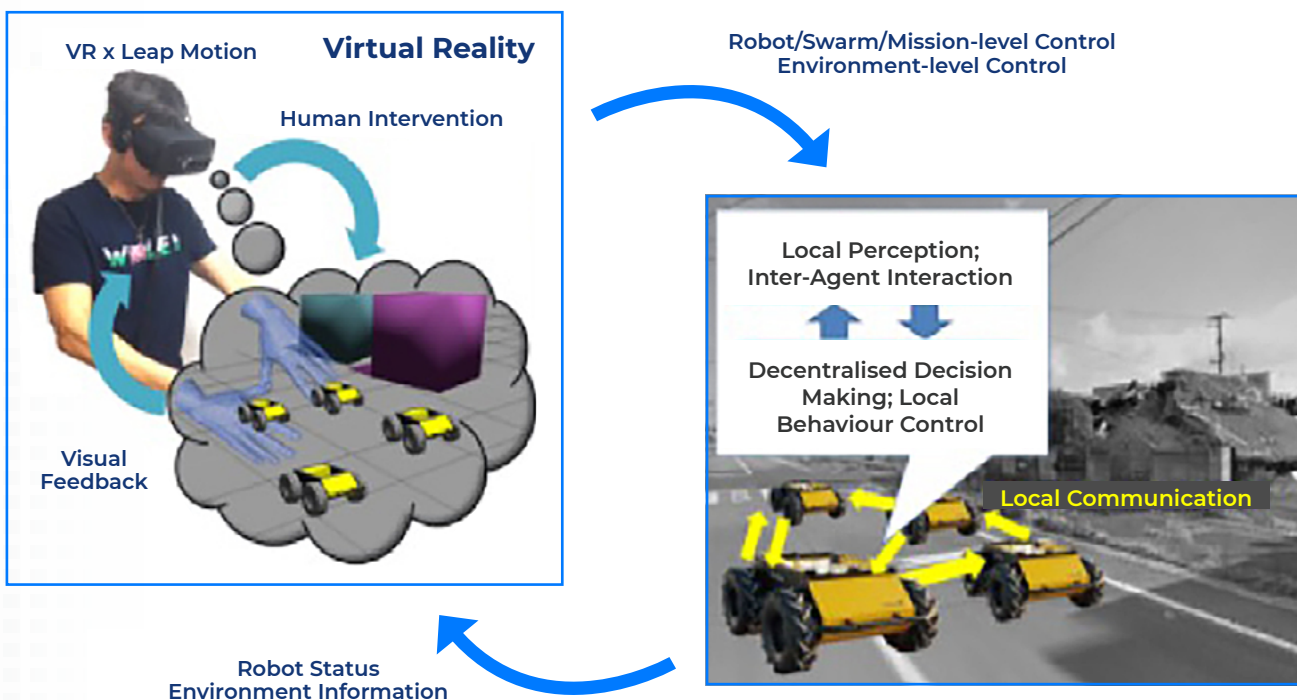 VR x Leap Motion
Virtual Reality
Human Intervention
Visual
Feedback
Robot/Swarm/Mission-level Control
Environment-level Control
Local Perception;
Inter-Agent Interaction
Decentralised Decision
Making; Local
Behaviour Control
Local Communication
Robot Status
Environment Information